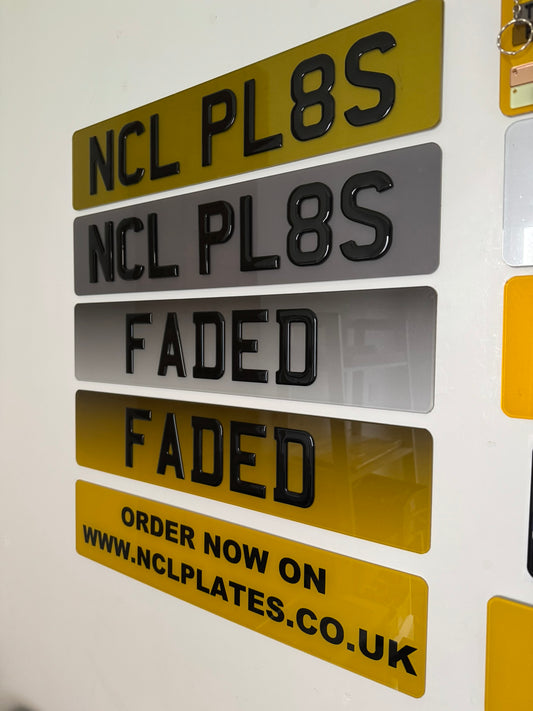 NCL PL8S
NCL PL8S
FADED
FADED
ORDER NOW ON
WWW.NCLPLATES.CO.UK